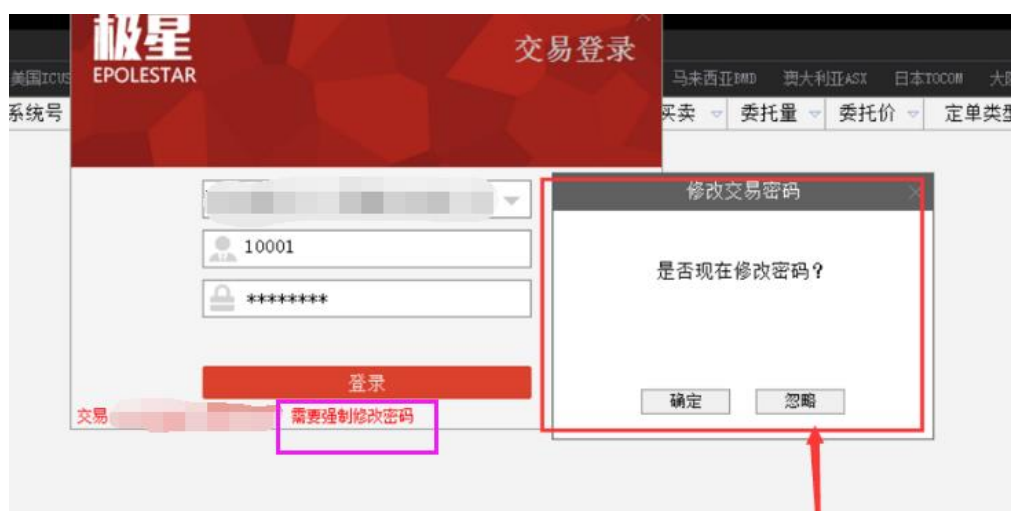 极星
EPOLESTAR
交易登录
美国ICUS
马来西亚BMD 澳大利亚ASX 日本TOCOM
系统号
买卖 委托量 委托价 定单类型
10001
********
登录
交易
需要强制修改密码
修改交易密码
是否现在修改密码？
确定 忽略